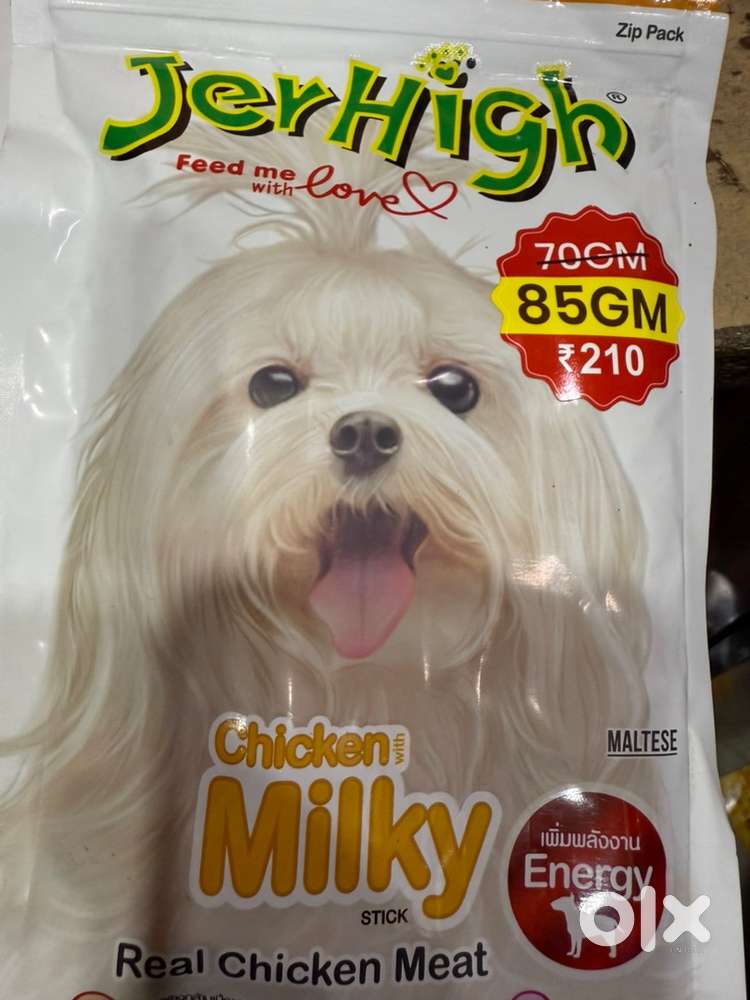 Zip Pack
JerHigh®
Feed me
with love
70GM
85GM
₹210
Chicken with
Milky
STICK
MALTESE
เพิ่มพลังงาน
Energy
Real Chicken Meat
olx